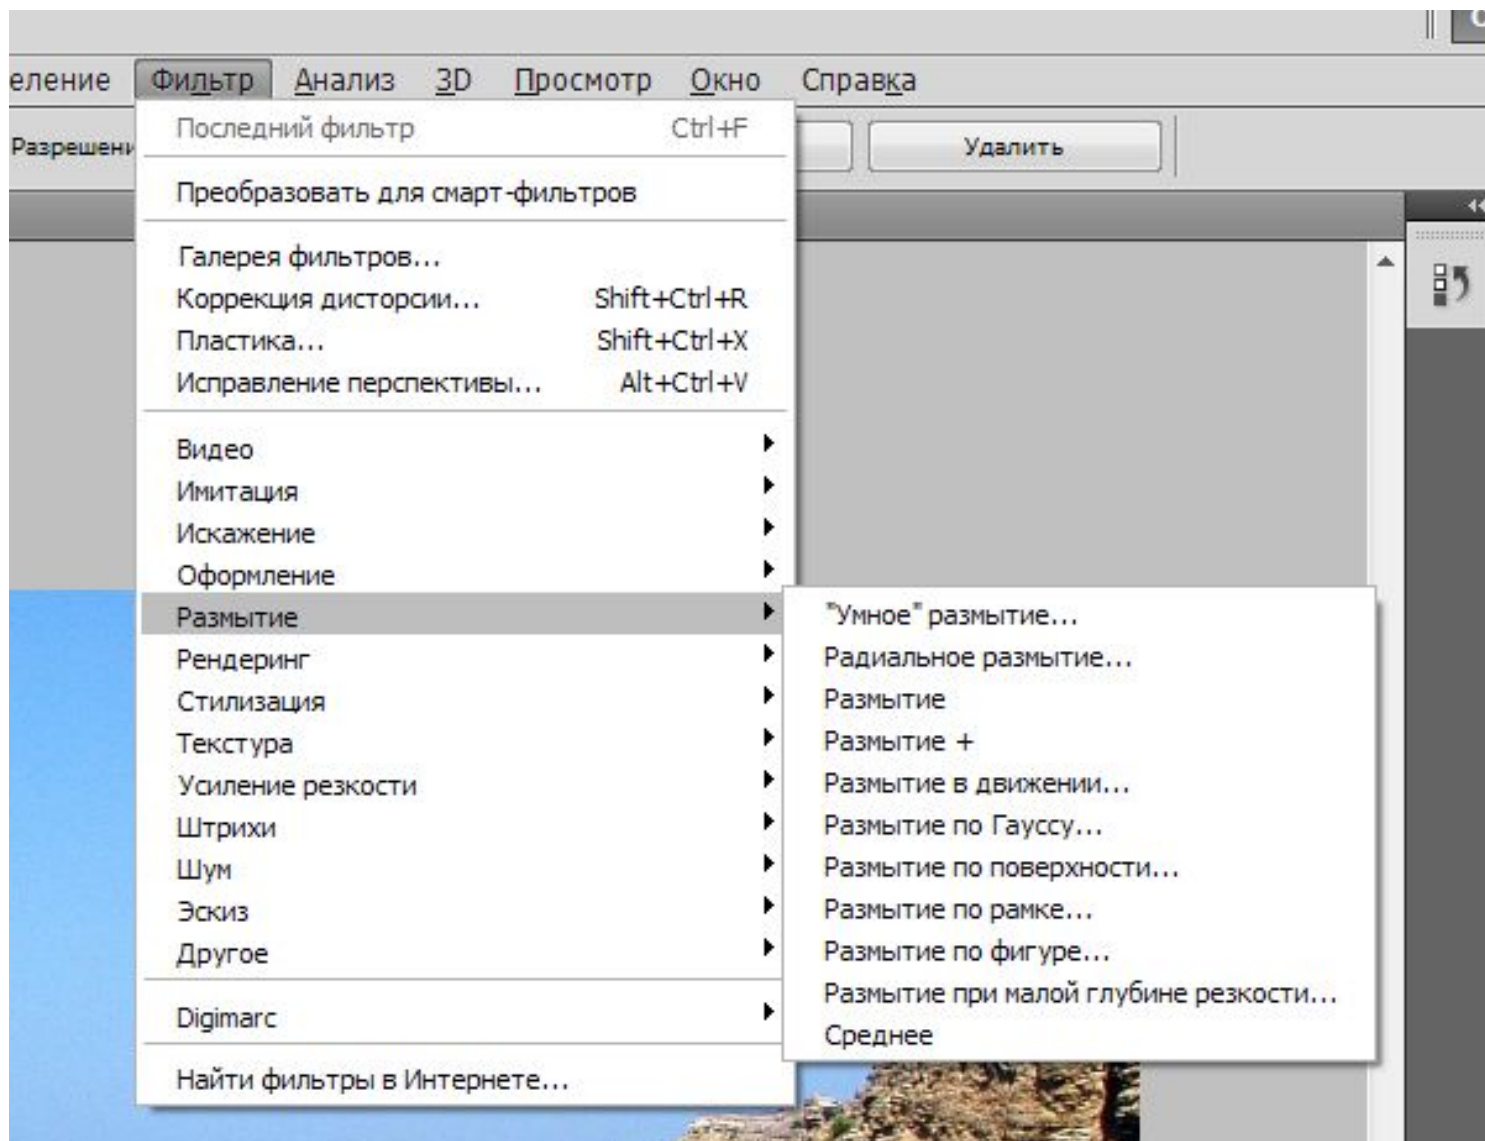 еление Фильтр Анализ 3D Просмотр Окно Справка
Последний фильтр Ctrl+F
Удалить
Преобразовать для смарт-фильтров
Галерея фильтров...
Коррекция дисторсии... Shift+Ctrl+R
Пластика... Shift+Ctrl+X
Исправление перспективы... Alt+Ctrl+V
Видео
Имитация
Искажение
Оформление
Размытие
Рендеринг
Стилизация
Текстура
Усиление резкости
Штрихи
Шум
Эскиз
Другое
Digimarc
Найти фильтры в Интернете...
"Умное" размытие...
Радиальное размытие...
Размытие
Размытие +
Размытие в движении...
Размытие по Гауссу...
Размытие по поверхности...
Размытие по рамке...
Размытие по фигуре...
Размытие при малой глубине резкости...
Среднее